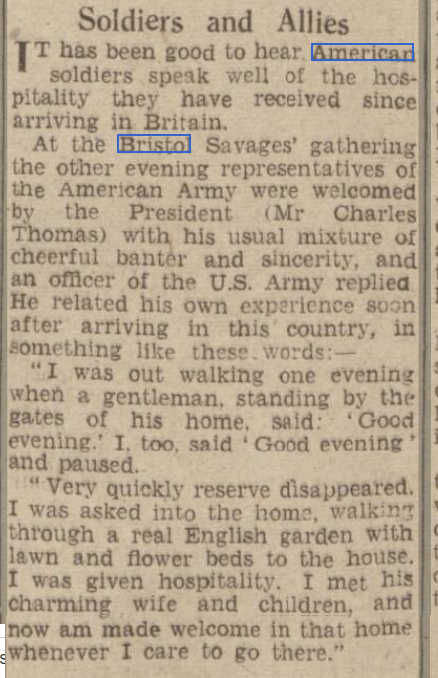 Soldiers and Allies
IT has been good to hear American
soldiers speak well of the hos-
pitality they have received since
arriving in Britain.
At the Bristol Savages' gathering
the other evening representatives of
the American Army were welcomed
by the President (Mr Charles
Thomas) with his usual mixture of
cheerful banter and sincerity, and
an officer of the U.S. Army replied
He related his own experience soon
after arriving in this country, in
something like these words:—
"I was out walking one evening
when a gentleman, standing by the
gates of his home, said: 'Good
evening.' I, too, said 'Good evening'
and paused.
"Very quickly reserve disappeared.
I was asked into the home, walking
through a real English garden with
lawn and flower beds to the house.
I was given hospitality. I met his
charming wife and children, and
now am made welcome in that home
whenever I care to go there."